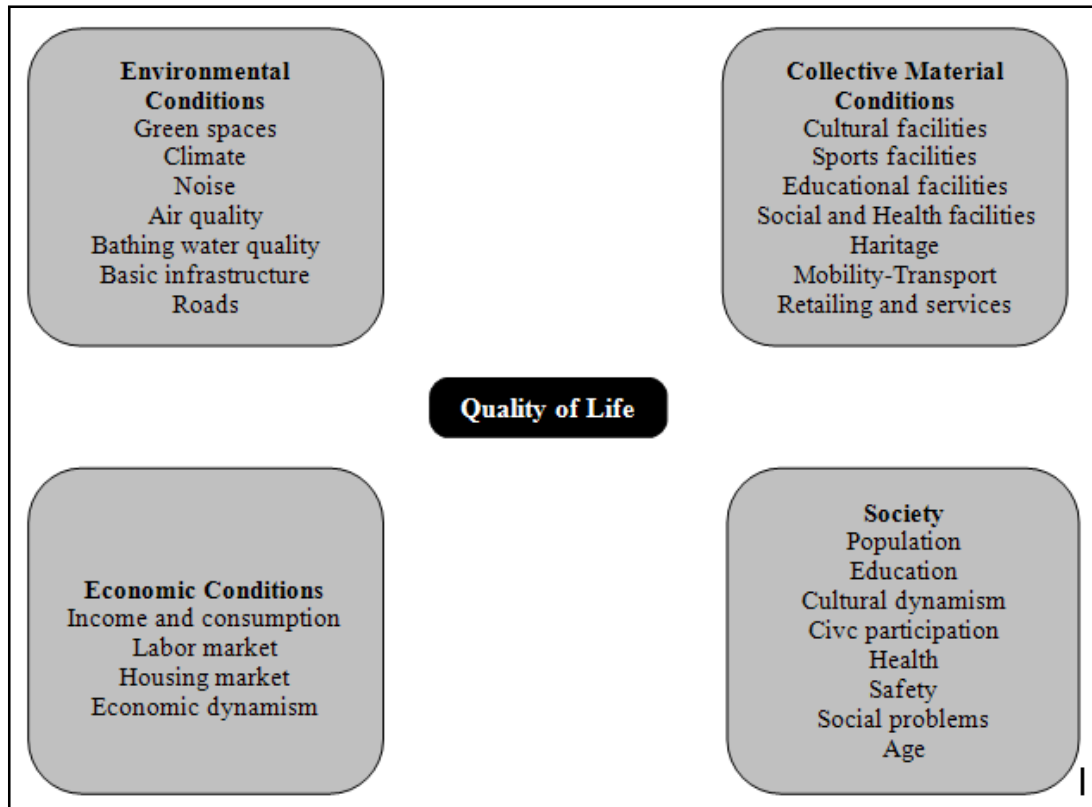 Environmental
Conditions
Green spaces
Climate
Noise
Air quality
Bathing water quality
Basic infrastructure
Roads
Collective Material
Conditions
Cultural facilities
Sports facilities
Educational facilities
Social and Health facilities
Haritage
Mobility-Transport
Retailing and services
Quality of Life
Economic Conditions
Income and consumption
Labor market
Housing market
Economic dynamism
Society
Population
Education
Cultural dynamism
Civc participation
Health
Safety
Social problems
Age